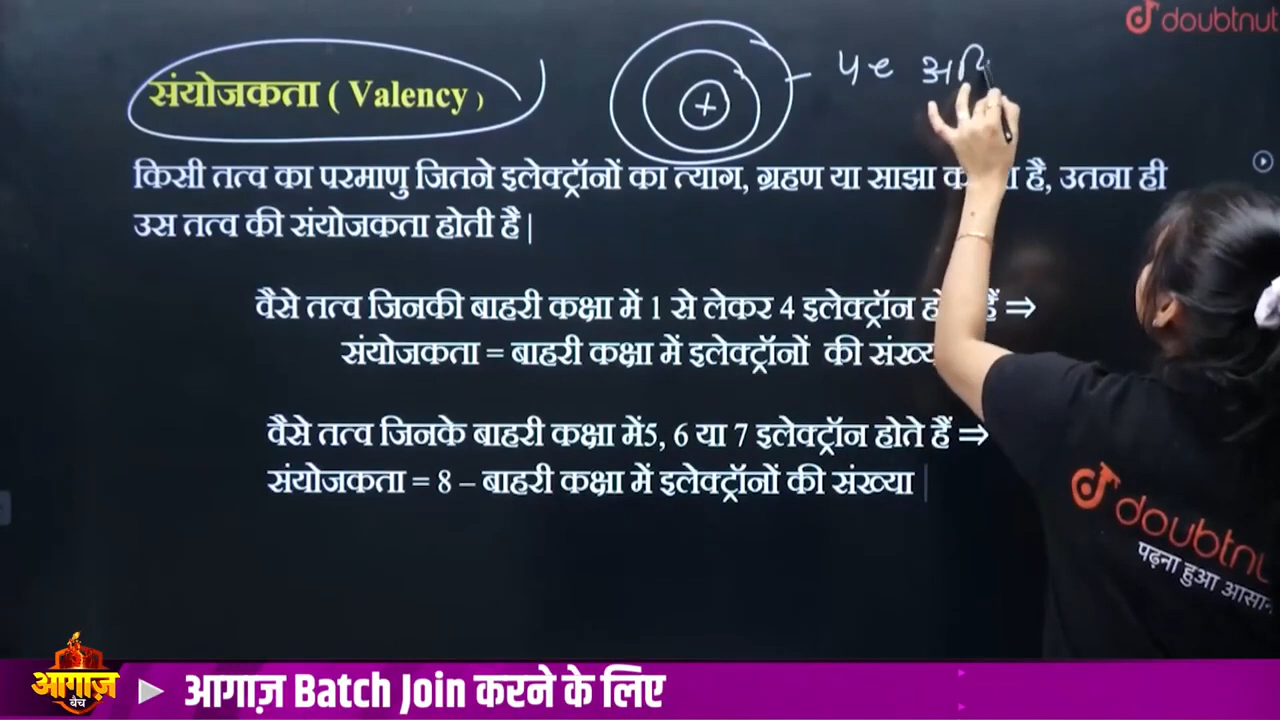 doubtnut
संयोजकता ( Valency )
+
किसी तत्व का परमाणु जितने इलेक्ट्रॉनों का त्याग, ग्रहण या साझा है, उतना ही
उस तत्व की संयोजकता होती है |
वैसे तत्व जिनकी बाहरी कक्षा में 1 से लेकर 4 इलेक्ट्रॉन हैं ⇒
संयोजकता = बाहरी कक्षा में इलेक्ट्रॉनों की
वैसे तत्व जिनके बाहरी कक्षा में5, 6 या 7 इलेक्ट्रॉन होते हैं ⇒
संयोजकता = 8 – बाहरी कक्षा में इलेक्ट्रॉनों की संख्या |
doubtnut
पढ़ना हुआ आसान
आगाज़
बैच
आगाज़ Batch Join करने के लिए